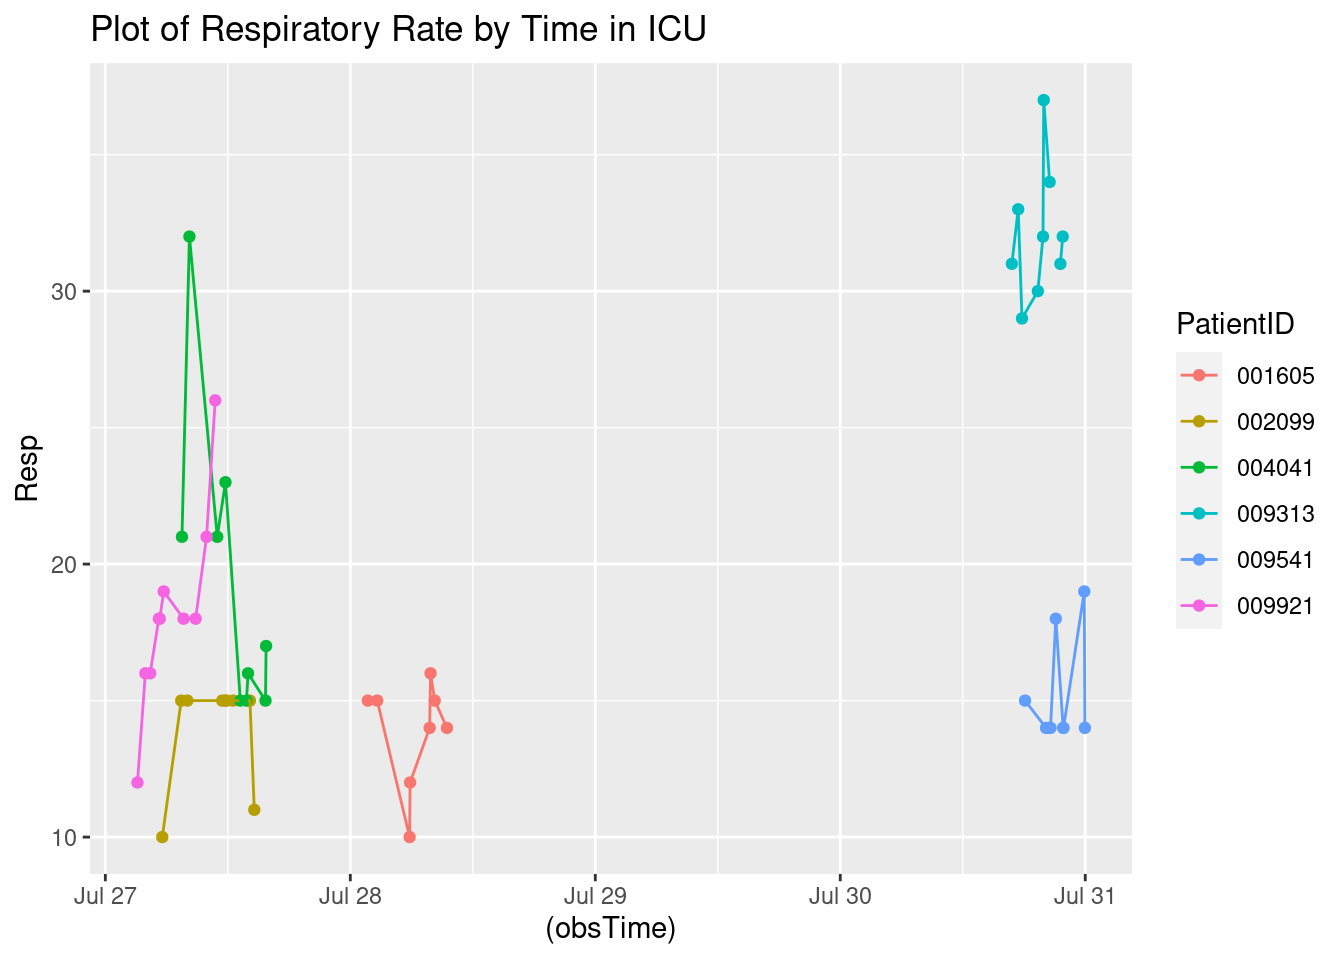 Plot of Respiratory Rate by Time in ICU
Resp
30
20
10
Jul 27 Jul 28 Jul 29 Jul 30 Jul 31
(obsTime)
PatientID
001605
002099
004041
009313
009541
009921